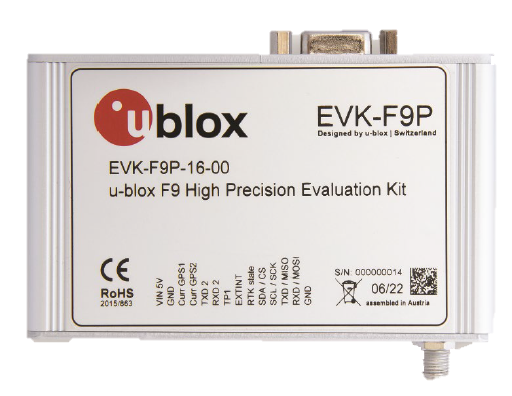 ublox
EVK-F9P
Designed by u-blox | Switzerland
EVK-F9P-16-00
u-blox F9 High Precision Evaluation Kit
CE
RoHS
2015/863
VIN 5V
GND
Curr GPS1
Curr GPS2
TXD 2
RXD 2
TP1
EXTINT
RTK state
SDA / CS
SCL / SCK
TXD / MISO
RXD / MOSI
GND
S/N: 000000014
06/22
assembled in Austria